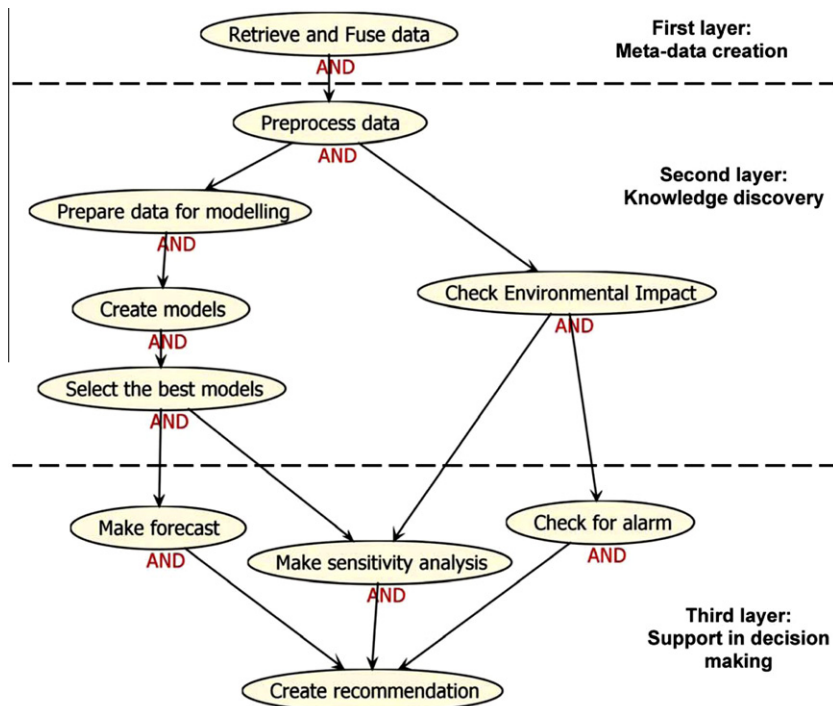 Retrieve and Fuse data
AND
First layer:
Meta-data creation
Preprocess data
AND
Second layer:
Knowledge discovery
Prepare data for modelling
AND
Check Environmental Impact
AND
Create models
AND
Select the best models
AND
Make forecast
AND
Make sensitivity analysis
AND
Check for alarm
AND
Third layer:
Support in decision
making
Create recommendation